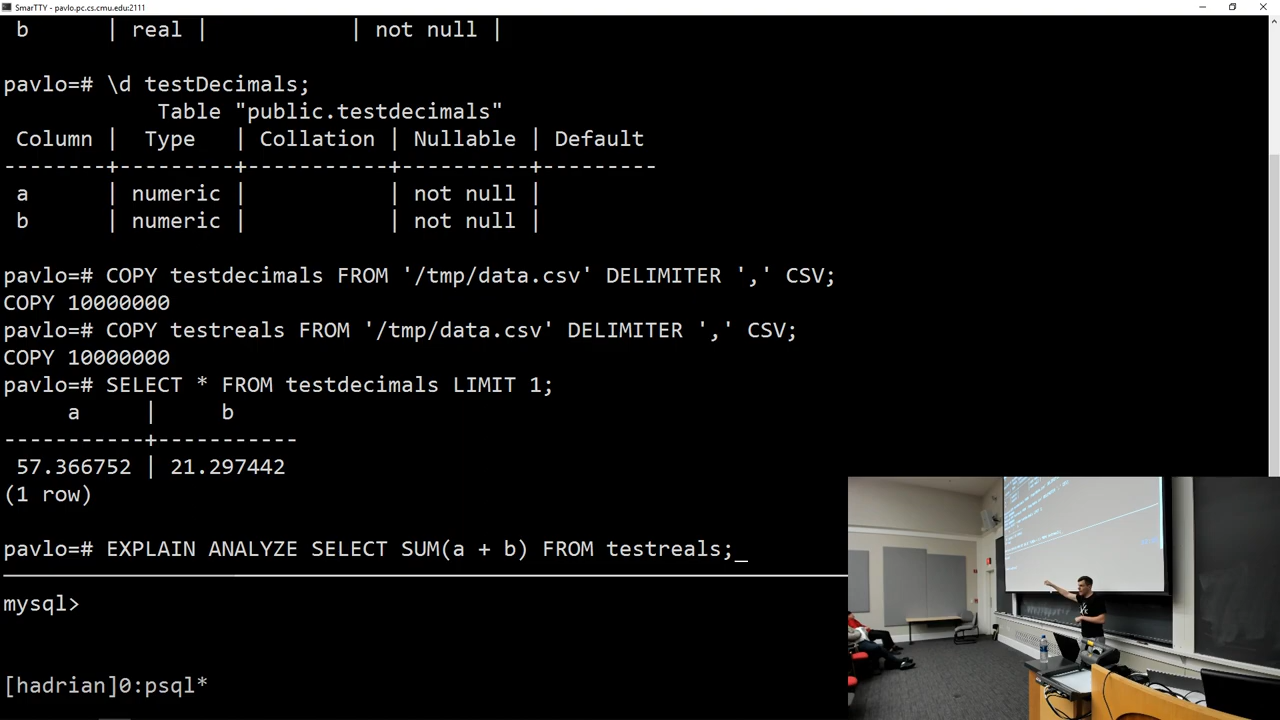 SmarTTY - pavlo.pc.cs.cmu.edu:2111
b | real | | not null |
pavlo=# \d testDecimals;
Table "public.testdecimals"
Column | Type | Collation | Nullable | Default
--------+---------+-----------+----------+---------
a | numeric | | not null |
b | numeric | | not null |
pavlo=# COPY testdecimals FROM '/tmp/data.csv' DELIMITER ',' CSV;
COPY 10000000
pavlo=# COPY testreals FROM '/tmp/data.csv' DELIMITER ',' CSV;
COPY 10000000
pavlo=# SELECT * FROM testdecimals LIMIT 1;
a | b
-----------+-----------
57.366752 | 21.297442
(1 row)
pavlo=# EXPLAIN ANALYZE SELECT SUM(a + b) FROM testreals;_
mysql>
[hadrian]0:psql*